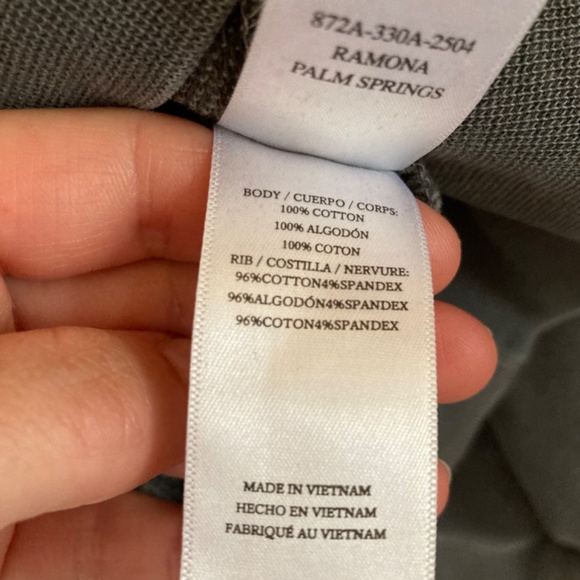 872A-330A-2504
RAMONA
PALM SPRINGS
BODY / CUERPO / CORPS:
100% COTTON
100% ALGODÓN
100% COTON
RIB / COSTILLA / NERVURE:
96%COTTON4%SPANDEX
96%ALGODÓN4%SPANDEX
96%COTON4%SPANDEX
MADE IN VIETNAM
HECHO EN VIETNAM
FABRIQUÉ AU VIETNAM